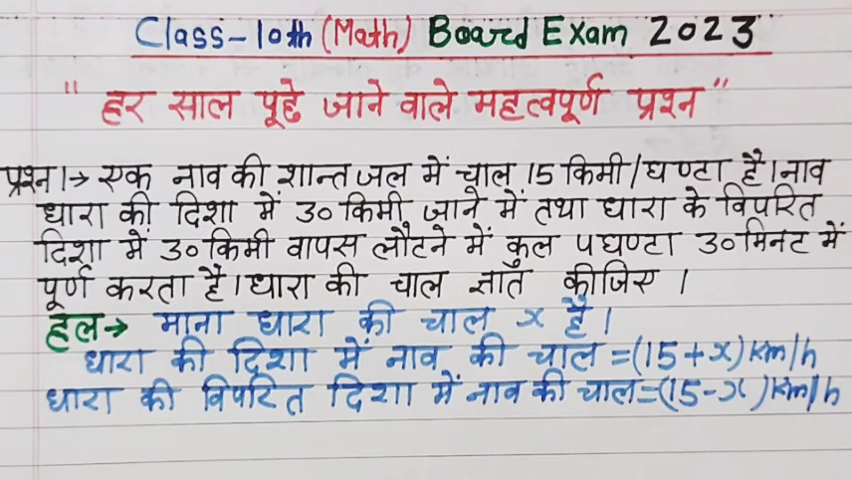 Class-10th (Math) Board Exam 2023
" हर साल पूछे जाने वाले महत्वपूर्ण प्रश्न "
प्रश्न 1→ एक नाव की शान्त जल में चाल 15 किमी/घण्टा है। नाव
धारा की दिशा में 30 किमी जाने में तथा धारा के विपरित
दिशा में 30 किमी वापस लौटने में कुल 4 घण्टा 30 मिनट में
पूर्ण करता है। धारा की चाल ज्ञात कीजिए।
हल→ माना धारा की चाल x है।
धारा की दिशा में नाव की चाल =(15+x)km/h
धारा की विपरित दिशा में नाव की चाल=(15-x)km/h